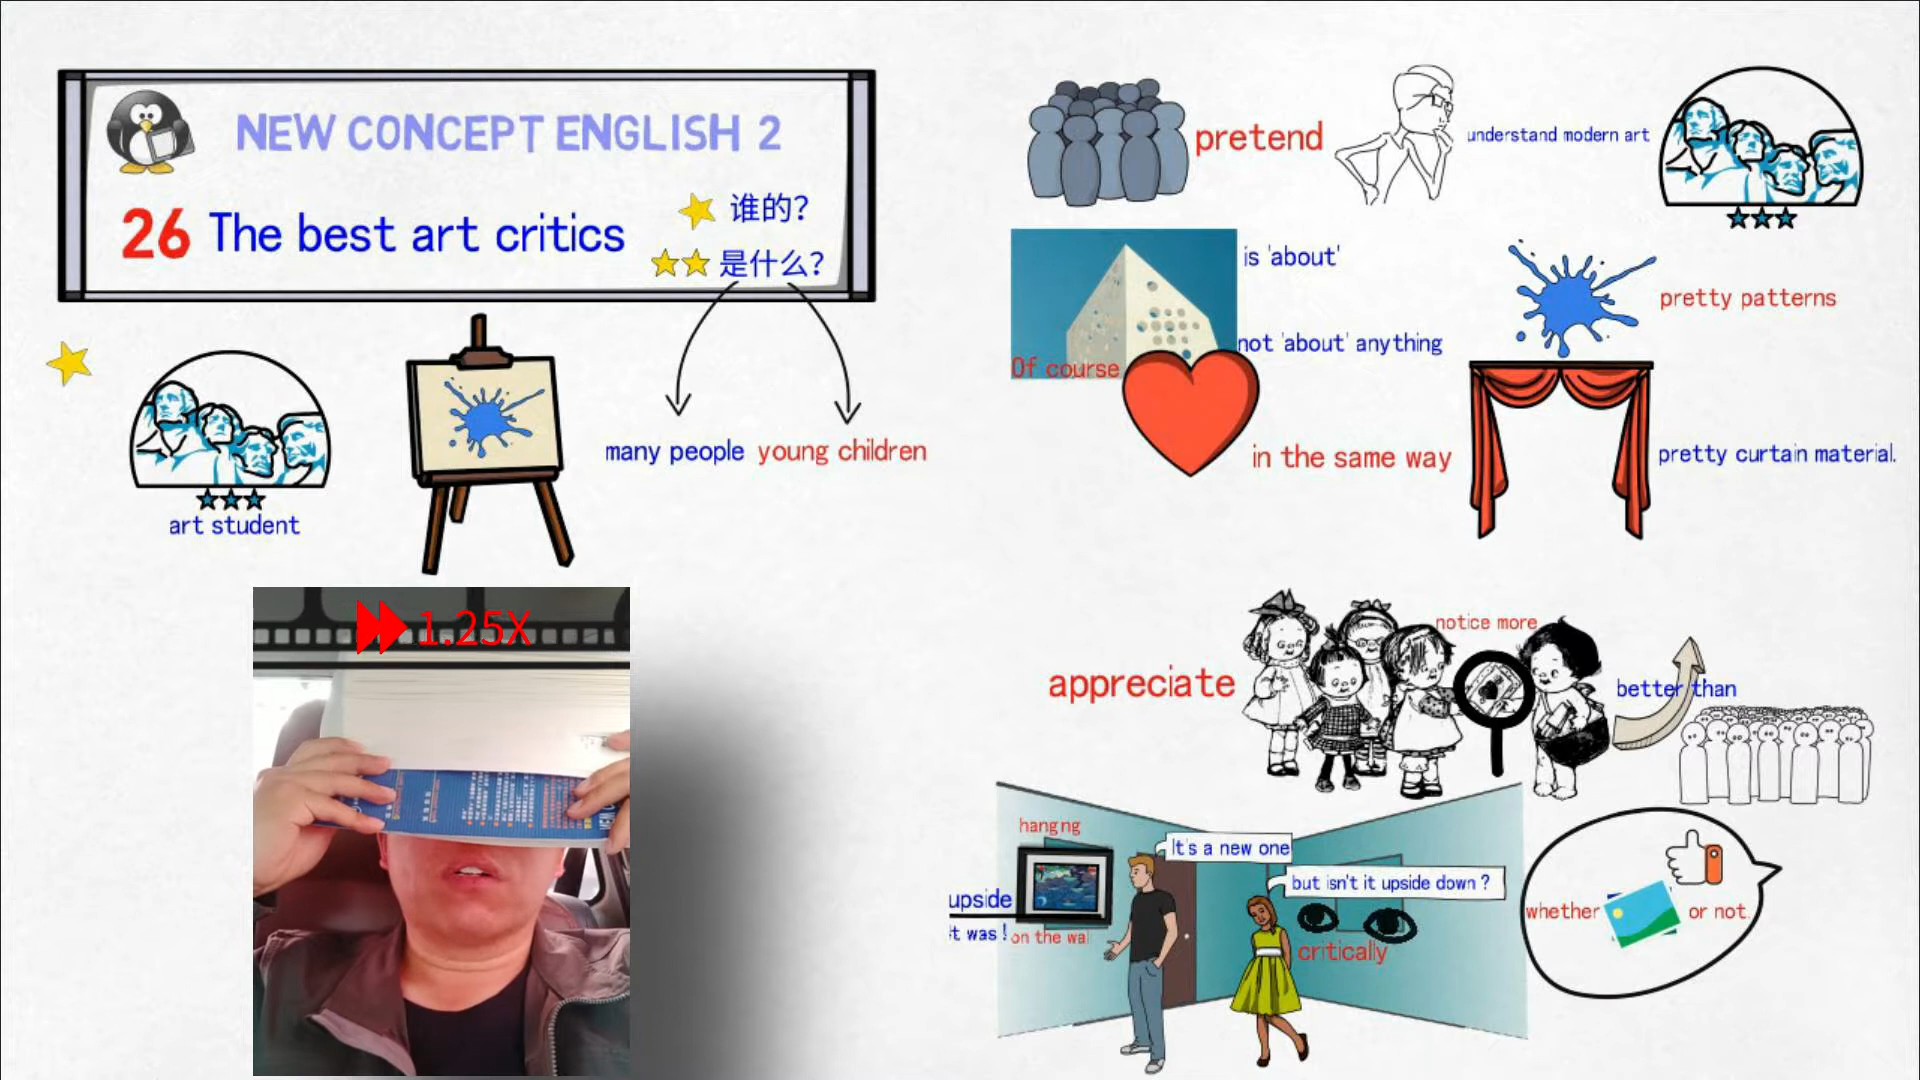 NEW CONCEPT ENGLISH 2
26 The best art critics
谁的?
是什么?
many people young children
art student
1.25X
pretend
understand modern art
is 'about'
not 'about' anything
pretty patterns
Of course
in the same way
pretty curtain material.
appreciate
notice more
better than
hanging
It's a new one
but isn't it upside down ?
upside
it was !
on the wal
critically
whether or not.